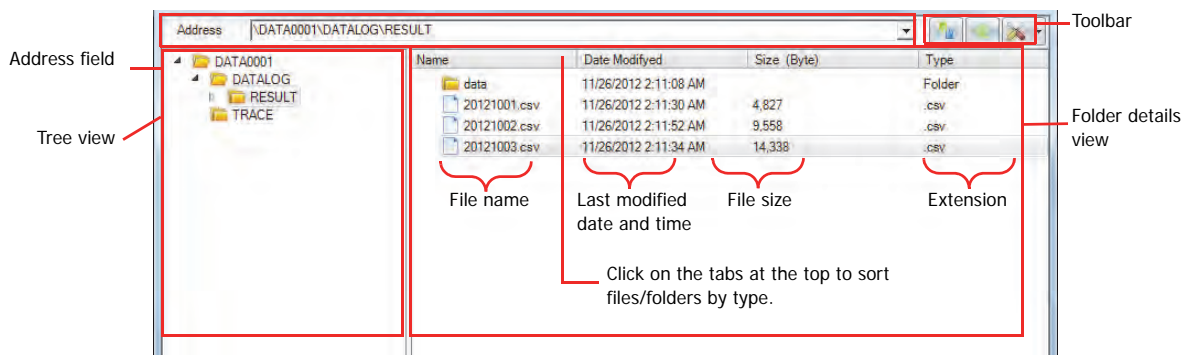 Address \DATA0001\DATALOG\RESULT
Toolbar
Address field
DATA0001
DATALOG
RESULT
TRACE
Tree view
Name Date Modifyed Size (Byte) Type
data 11/26/2012 2:11:08 AM Folder
20121001.csv 11/26/2012 2:11:30 AM 4,827 .csv
20121002.csv 11/26/2012 2:11:52 AM 9,558 .csv
20121003.csv 11/26/2012 2:11:34 AM 14,338 .csv
Folder details
view
File name
Last modified
date and time
File size
Extension
Click on the tabs at the top to sort
files/folders by type.